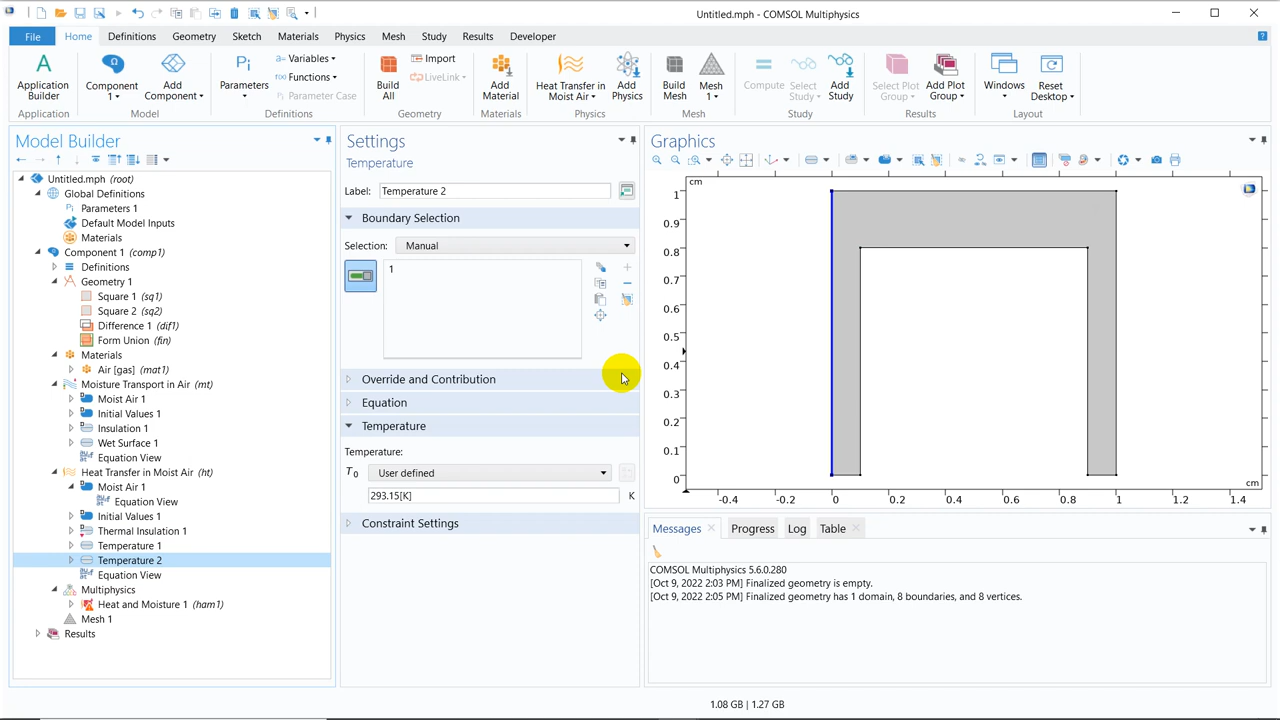 Untitled.mph - COMSOL Multiphysics
File Home Definitions Geometry Sketch Materials Physics Mesh Study Results Developer
Application Builder
Application
Component 1
Add Component
Model
Parameters
a= Variables
f(x) Functions
Pi Parameter Case
Definitions
Build All
Import
LiveLink
Geometry
Add Material
Materials
Heat Transfer in Moist Air
Add Physics
Physics
Build Mesh
Mesh 1
Mesh
Compute
Select Study
Add Study
Study
Select Plot Group
Add Plot Group
Results
Windows
Reset Desktop
Layout
Model Builder
Untitled.mph (root)
Global Definitions
Pi Parameters 1
Default Model Inputs
Materials
Component 1 (comp1)
Definitions
Geometry 1
Square 1 (sq1)
Square 2 (sq2)
Difference 1 (dif1)
Form Union (fin)
Materials
Air [gas] (mat1)
Moisture Transport in Air (mt)
Moist Air 1
Initial Values 1
Insulation 1
Wet Surface 1
Equation View
Heat Transfer in Moist Air (ht)
Moist Air 1
Equation View
Initial Values 1
Thermal Insulation 1
Temperature 1
Temperature 2
Equation View
Multiphysics
Heat and Moisture 1 (ham1)
Mesh 1
Results
Settings
Temperature
Label: Temperature 2
Boundary Selection
Selection: Manual
1
Override and Contribution
Equation
Temperature
Temperature:
T0 User defined
293.15[K] K
Constraint Settings
Graphics
cm
1
0.9
0.8
0.7
0.6
0.5
0.4
0.3
0.2
0.1
0
cm
-0.4 -0.2 0 0.2 0.4 0.6 0.8 1 1.2 1.4
Messages Progress Log Table
COMSOL Multiphysics 5.6.0.280
[Oct 9, 2022 2:03 PM] Finalized geometry is empty.
[Oct 9, 2022 2:05 PM] Finalized geometry has 1 domain, 8 boundaries, and 8 vertices.
1.08 GB | 1.27 GB